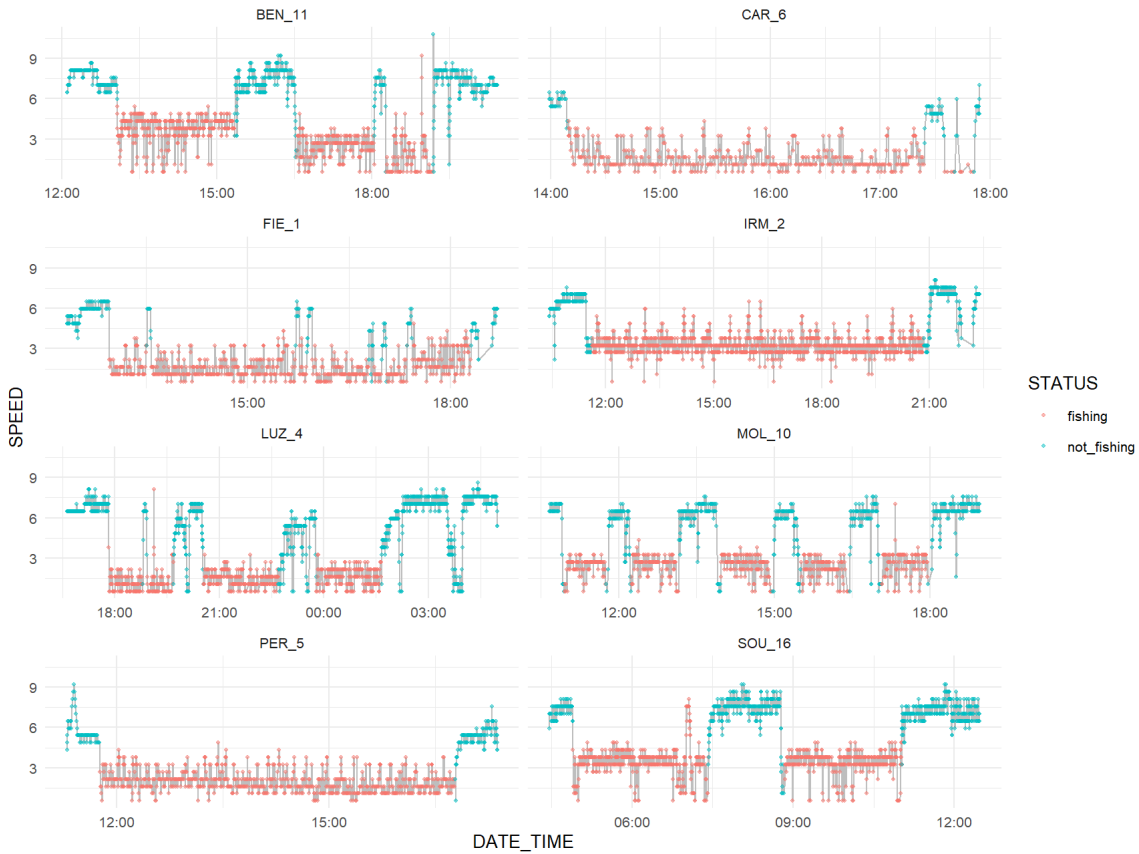 BEN_11 CAR_6
9
6
3
12:00 15:00 18:00 14:00 15:00 16:00 17:00 18:00
FIE_1 IRM_2
9
6
3
15:00 18:00 12:00 15:00 18:00 21:00
SPEED
STATUS
fishing
not_fishing
LUZ_4 MOL_10
9
6
3
18:00 21:00 00:00 03:00 12:00 15:00 18:00
PER_5 SOU_16
9
6
3
12:00 15:00 06:00 09:00 12:00
DATE_TIME